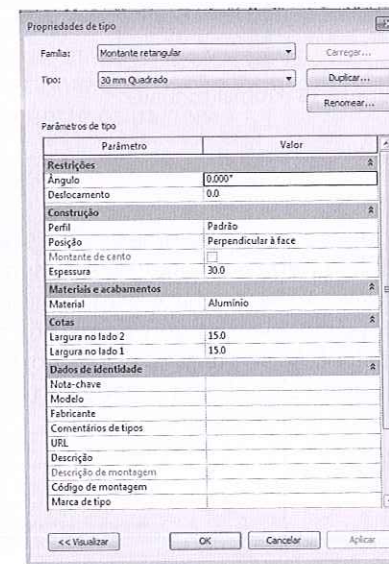 Propriedades de tipo
Família: Montante retangular Carregar...
Tipo: 30 mm Quadrado Duplicar...
Renomear...
Parâmetros de tipo
Parâmetro Valor
Restrições
Ângulo 0.000°
Deslocamento 0.0
Construção
Perfil Padrão
Posição Perpendicular à face
Montante de canto
Espessura 30.0
Materiais e acabamentos
Material Alumínio
Cotas
Largura no lado 2 15.0
Largura no lado 1 15.0
Dados de identidade
Nota-chave
Modelo
Fabricante
Comentários de tipos
URL
Descrição
Descrição de montagem
Código de montagem
Marca de tipo
<< Visualizar OK Cancelar Aplicar